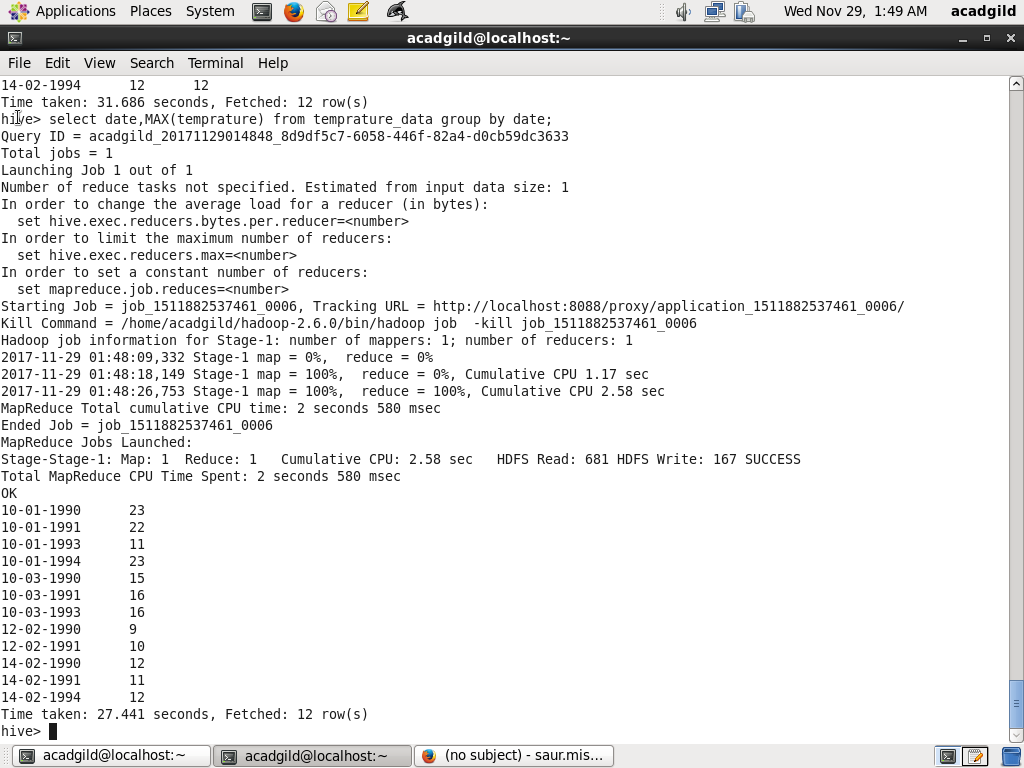 Applications Places System Wed Nov 29, 1:49 AM acadgild
acadgild@localhost:~
File Edit View Search Terminal Help
14-02-1994      12      12
Time taken: 31.686 seconds, Fetched: 12 row(s)
hive> select date,MAX(temprature) from temprature_data group by date;
Query ID = acadgild_20171129014848_8d9df5c7-6058-446f-82a4-d0cb59dc3633
Total jobs = 1
Launching Job 1 out of 1
Number of reduce tasks not specified. Estimated from input data size: 1
In order to change the average load for a reducer (in bytes):
  set hive.exec.reducers.bytes.per.reducer=<number>
In order to limit the maximum number of reducers:
  set hive.exec.reducers.max=<number>
In order to set a constant number of reducers:
  set mapreduce.job.reduces=<number>
Starting Job = job_1511882537461_0006, Tracking URL = http://localhost:8088/proxy/application_1511882537461_0006/
Kill Command = /home/acadgild/hadoop-2.6.0/bin/hadoop job  -kill job_1511882537461_0006
Hadoop job information for Stage-1: number of mappers: 1; number of reducers: 1
2017-11-29 01:48:09,332 Stage-1 map = 0%,  reduce = 0%
2017-11-29 01:48:18,149 Stage-1 map = 100%,  reduce = 0%, Cumulative CPU 1.17 sec
2017-11-29 01:48:26,753 Stage-1 map = 100%,  reduce = 100%, Cumulative CPU 2.58 sec
MapReduce Total cumulative CPU time: 2 seconds 580 msec
Ended Job = job_1511882537461_0006
MapReduce Jobs Launched:
Stage-Stage-1: Map: 1  Reduce: 1   Cumulative CPU: 2.58 sec   HDFS Read: 681 HDFS Write: 167 SUCCESS
Total MapReduce CPU Time Spent: 2 seconds 580 msec
OK
10-01-1990      23
10-01-1991      22
10-01-1993      11
10-01-1994      23
10-03-1990      15
10-03-1991      16
10-03-1993      16
12-02-1990      9
12-02-1991      10
14-02-1990      12
14-02-1991      11
14-02-1994      12
Time taken: 27.441 seconds, Fetched: 12 row(s)
hive>
acadgild@localhost:~ acadgild@localhost:~ (no subject) - saur.mis...